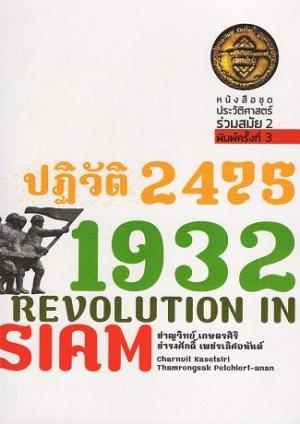 หนังสือชุด
ประวัติศาสตร์
ร่วมสมัย 2
พิมพ์ครั้งที่ 3
ปฏิวัติ 2475
1932
REVOLUTION IN
SIAM
ชาญวิทย์ เกษตรศิริ
ธำรงศักดิ์ เพชรเลิศอนันต์
Charnvit Kasetsiri
Thamrongsak Petchlert-anan